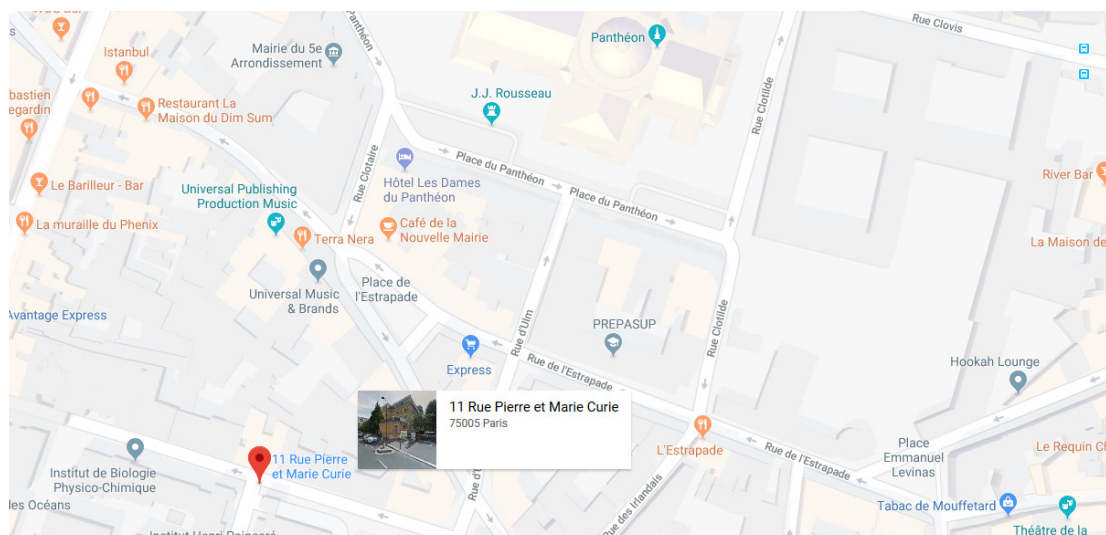 Rue Clovis
Panthéon
Panthéon
Mairie du 5e
Arrondissement
Istanbul
Rue Clotilde
J.J. Rousseau
bastien
egardin
Restaurant La
Maison du Dim Sum
Place du Panthéon
Rue Clotaire
Hôtel Les Dames
du Panthéon
Place du Panthéon
River Bar
Le Barilleur - Bar
Universal Publishing
Production Music
La muraille du Phenix
Café de la
Nouvelle Mairie
Terra Nera
La Maison de
Place de
l'Estrapade
Universal Music
& Brands
Avantage Express
Rue d'Ulm
PREPASUP
Rue Clotilde
Express
Rue de l'Estrapade
Hookah Lounge
11 Rue Pierre et Marie Curie
75005 Paris
L'Estrapade
Place
Emmanuel
Levinas
Le Requin C
Rue de l'Estrapade
11 Rue Pierre
et Marie Curie
Institut de Biologie
Physico-Chimique
Rue d'U
Rue des Irlandais
les Océans
Tabac de Mouffetard
Théâtre de la
Institut Henri Poincaré